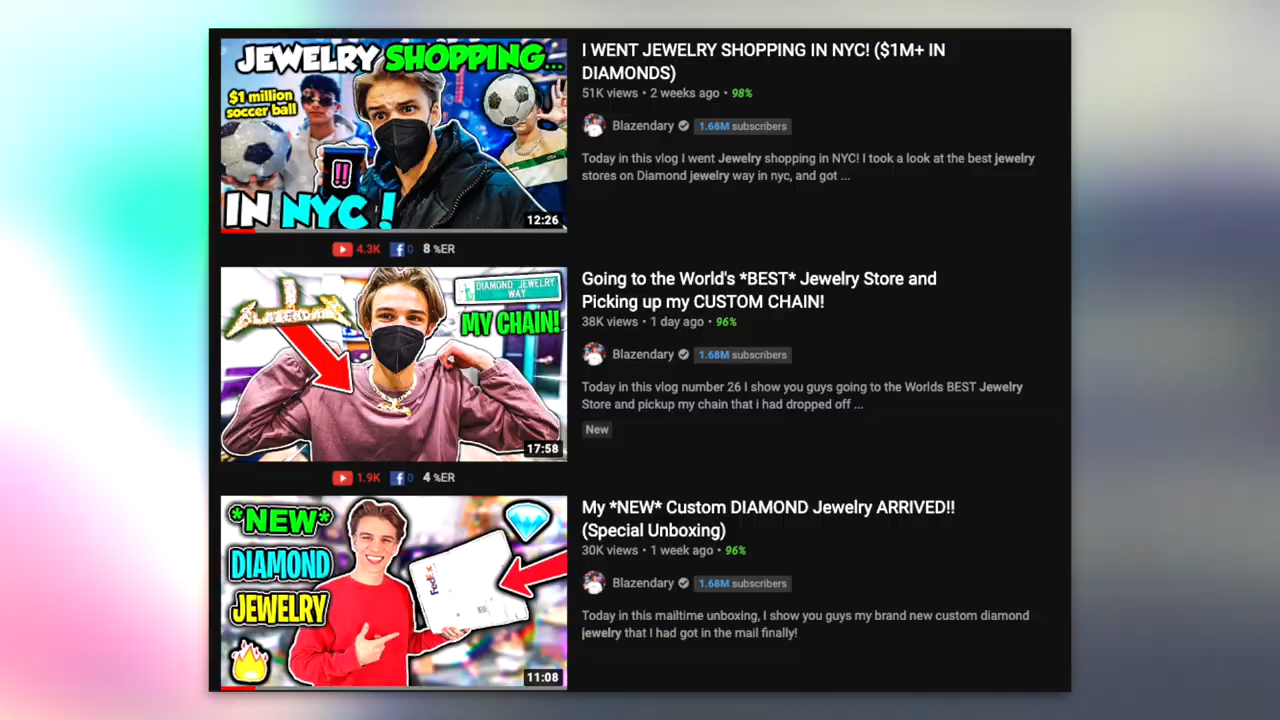 JEWELRY SHOPPING...
$1 million
soccer ball
!!
IN NYC!
12:26
I WENT JEWELRY SHOPPING IN NYC! ($1M+ IN
DIAMONDS)
51K views • 2 weeks ago • 98%
Blazendary 1.68M subscribers
Today in this vlog I went Jewelry shopping in NYC! I took a look at the best jewelry
stores on Diamond jewelry way in nyc, and got ...
4.3K f 0 8 %ER
BLAZENDARY
DIAMOND JEWELRY
WAY
MY CHAIN!
17:58
Going to the World's *BEST* Jewelry Store and
Picking up my CUSTOM CHAIN!
38K views • 1 day ago • 96%
Blazendary 1.68M subscribers
Today in this vlog number 26 I show you guys going to the Worlds BEST Jewelry
Store and pickup my chain that i had dropped off ...
New
1.9K f 0 4 %ER
*NEW*
DIAMOND
JEWELRY
FedEx
11:08
My *NEW* Custom DIAMOND Jewelry ARRIVED!!
(Special Unboxing)
30K views • 1 week ago • 96%
Blazendary 1.68M subscribers
Today in this mailtime unboxing, I show you guys my brand new custom diamond
jewelry that I had got in the mail finally!